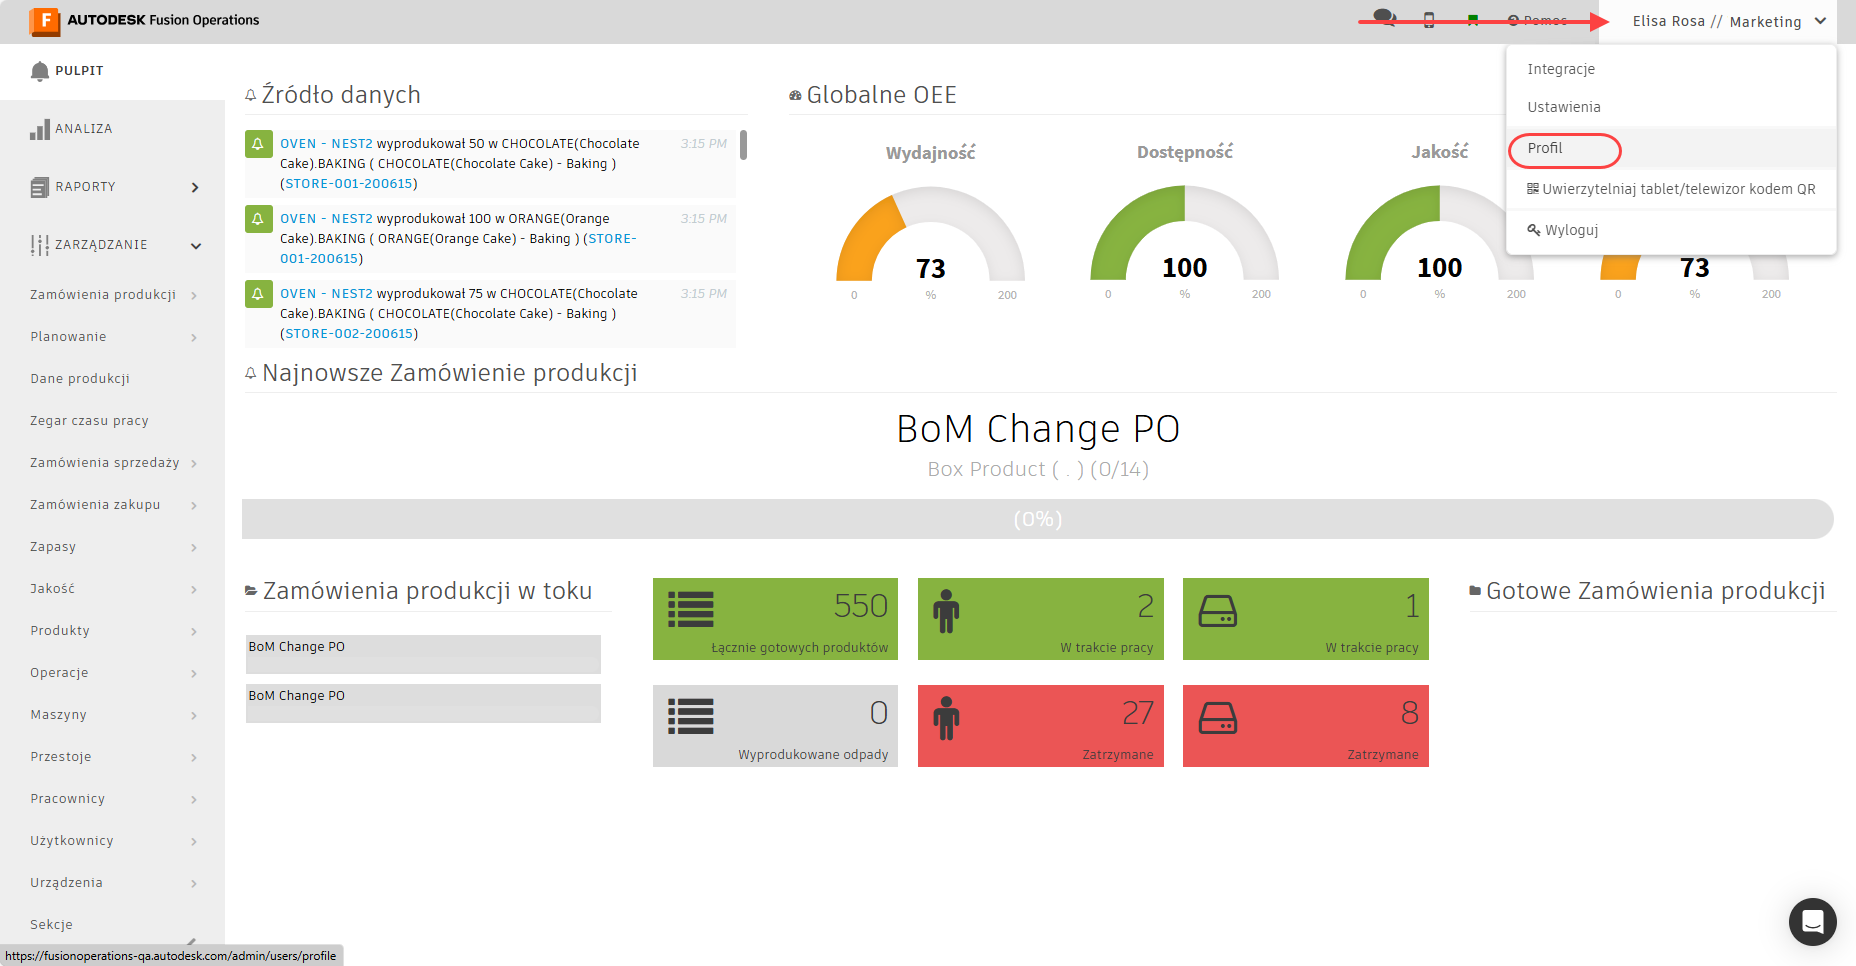 AUTODESK Fusion Operations
Pomoc
Elisa Rosa // Marketing
Integracje
Ustawienia
Profil
Uwierzytelniaj tablet/telewizor kodem QR
Wyloguj
PULPIT
ANALIZA
RAPORTY
ZARZĄDZANIE
Zamówienia produkcji
Planowanie
Dane produkcji
Zegar czasu pracy
Zamówienia sprzedaży
Zamówienia zakupu
Zapasy
Jakość
Produkty
Operacje
Maszyny
Przestoje
Pracownicy
Użytkownicy
Urządzenia
Sekcje
https://fusionoperations-qa.autodesk.com/admin/users/profile
Źródło danych
OVEN - NEST2 wyprodukował 50 w CHOCOLATE(Chocolate
Cake).BAKING ( CHOCOLATE(Chocolate Cake) - Baking )
(STORE-001-200615)
3:15 PM
OVEN - NEST2 wyprodukował 100 w ORANGE(Orange
Cake).BAKING ( ORANGE(Orange Cake) - Baking ) (STORE-
001-200615)
3:15 PM
OVEN - NEST2 wyprodukował 75 w CHOCOLATE(Chocolate
Cake).BAKING ( CHOCOLATE(Chocolate Cake) - Baking )
(STORE-002-200615)
3:15 PM
Globalne OEE
Wydajność
73
0 % 200
Dostępność
100
0 % 200
Jakość
100
0 % 200
73
0 % 200
Najnowsze Zamówienie produkcji
BoM Change PO
Box Product ( . ) (0/14)
(0%)
Zamówienia produkcji w toku
BoM Change PO
BoM Change PO
550
Łącznie gotowych produktów
2
W trakcie pracy
1
W trakcie pracy
0
Wyprodukowane odpady
27
Zatrzymane
8
Zatrzymane
Gotowe Zamówienia produkcji